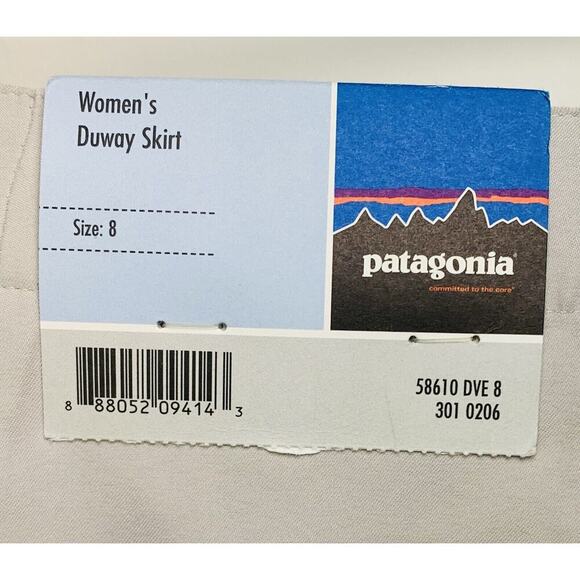 Women's
Duway Skirt
Size: 8
patagonia
committed to the core®
8 88052 09414 3
58610 DVE 8
301 0206